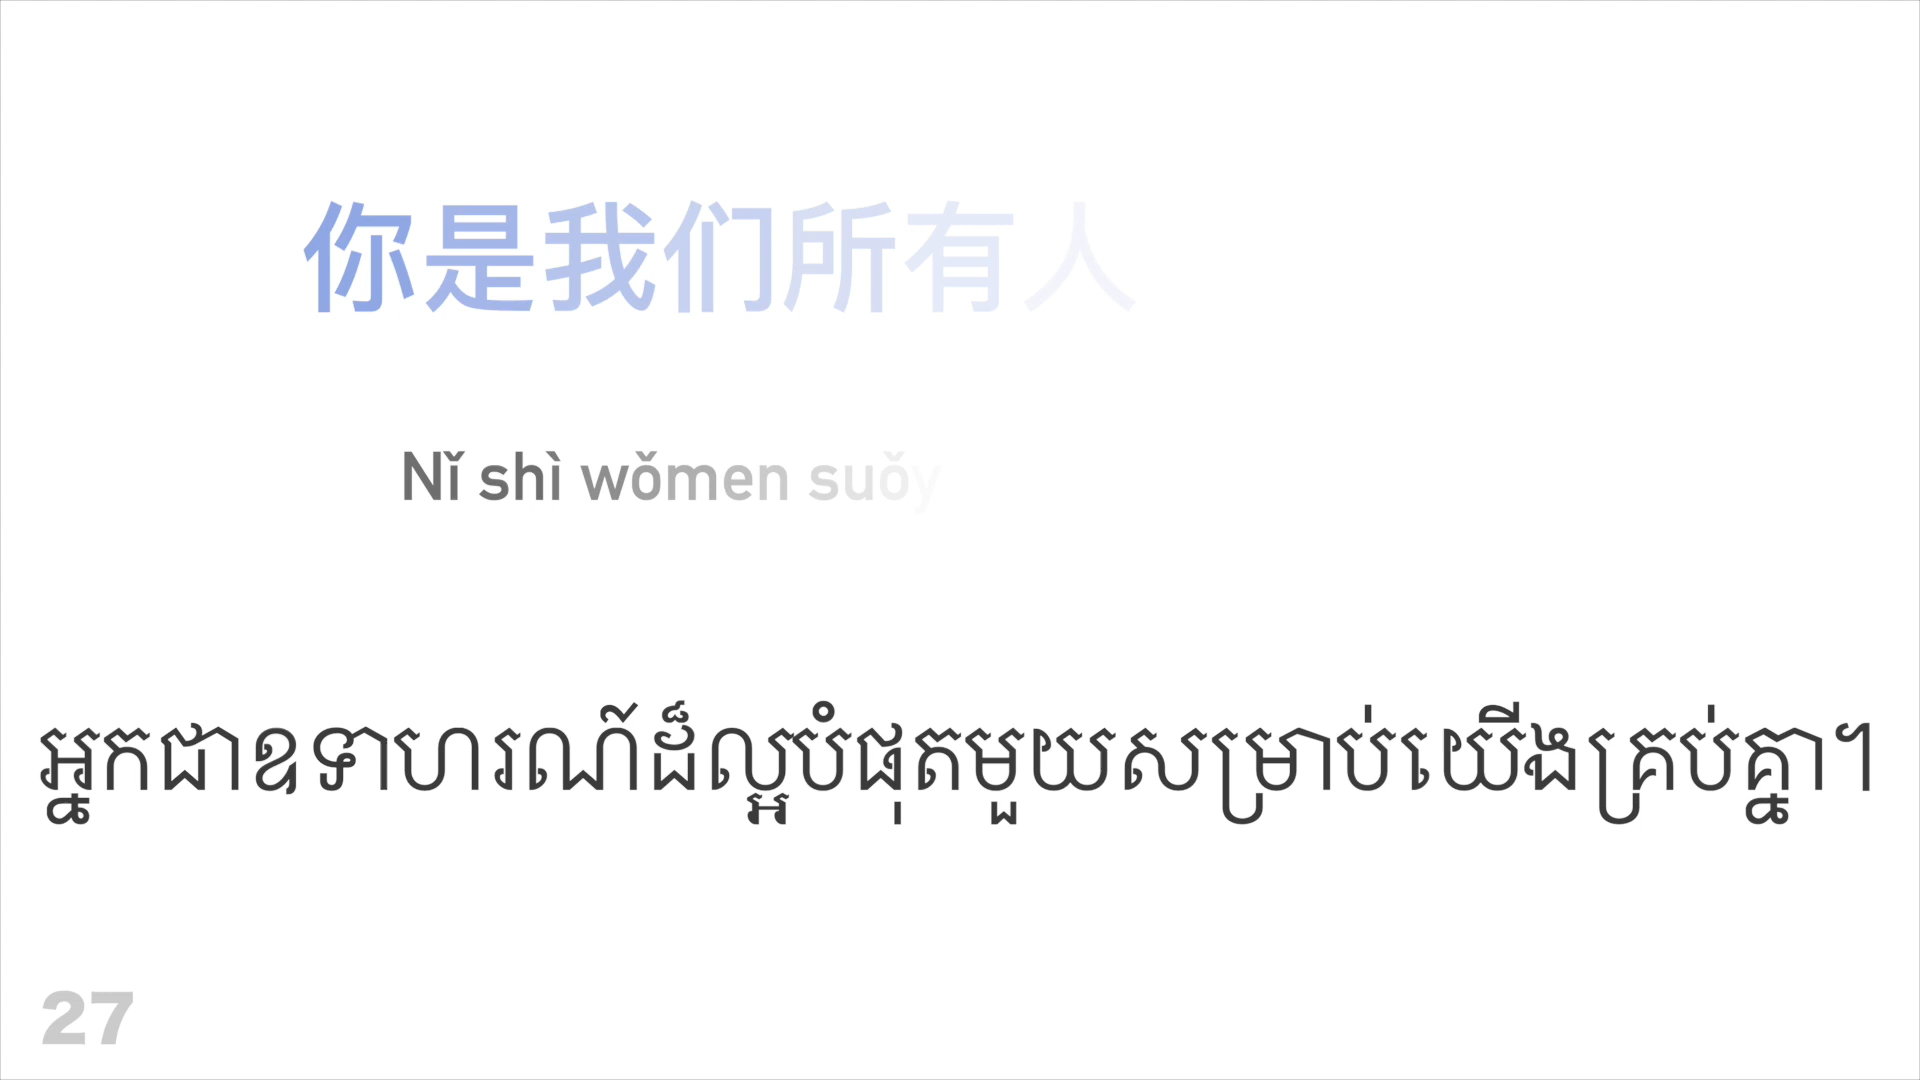 你是我们所有人
Nǐ shì wǒmen suǒy
អ្នកជាឧទាហរណ៍ដ៏ល្អបំផុតមួយសម្រាប់យើងគ្រប់គ្នា។
27